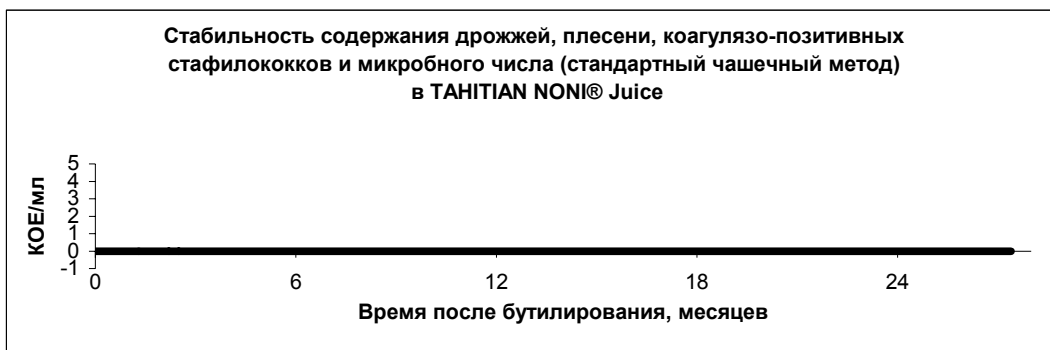 Стабильность содержания дрожжей, плесени, коагулязо-позитивных
стафилококков и микробного числа (стандартный чашечный метод)
в TAHITIAN NONI® Juice
КОЕ/мл
5
4
3
2
1
0
-1
0 6 12 18 24
Время после бутилирования, месяцев